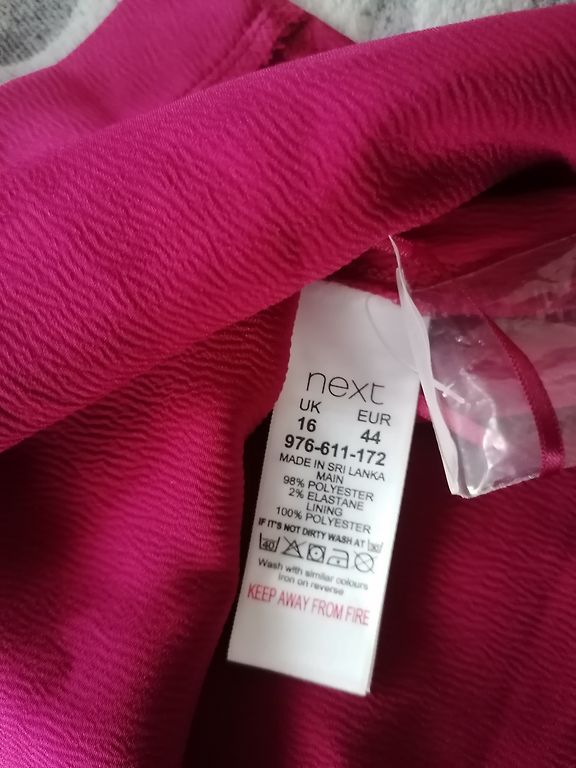 next
UK EUR
16 44
976-611-172
MADE IN SRI LANKA
MAIN
98% POLYESTER
2% ELASTANE
LINING
100% POLYESTER
IF IT'S NOT DIRTY WASH AT 30
40
Wash with similar colours
Iron on reverse
KEEP AWAY FROM FIRE